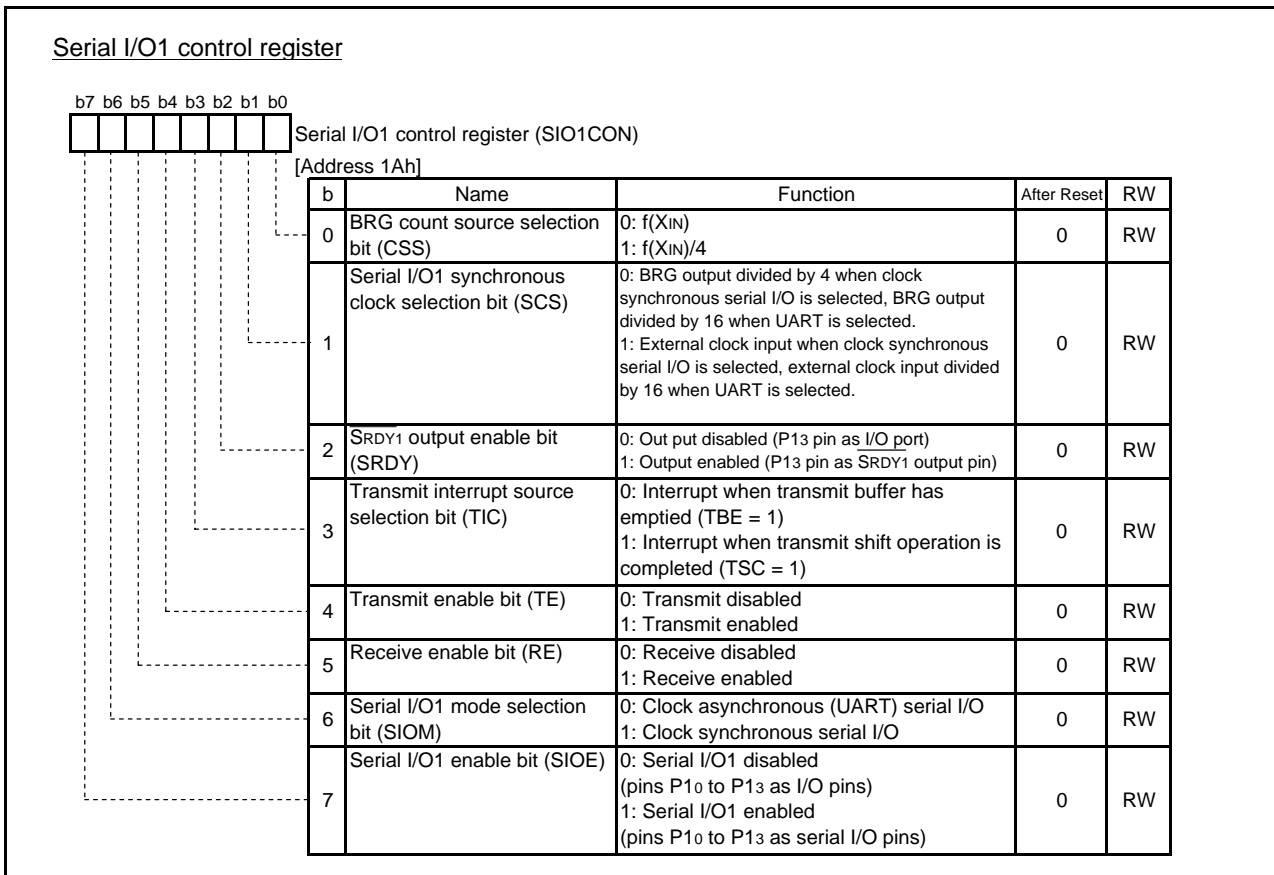 Serial I/O1 control register
b7 b6 b5 b4 b3 b2 b1 b0
Serial I/O1 control register (SIO1CON)
[Address 1Ah]
b Name Function After Reset RW
0 BRG count source selection bit (CSS) 0: f(XIN)
1: f(XIN)/4 0 RW
1 Serial I/O1 synchronous
clock selection bit (SCS)
0: BRG output divided by 4 when clock
synchronous serial I/O is selected, BRG output
divided by 16 when UART is selected.
1: External clock input when clock synchronous
serial I/O is selected, external clock input divided
by 16 when UART is selected.
0 RW
2 SRDY1 output enable bit
(SRDY)
0: Out put disabled (P13 pin as I/O port)
1: Output enabled (P13 pin as SRDY1 output pin)
0 RW
3 Transmit interrupt source
selection bit (TIC)
0: Interrupt when transmit buffer has
emptied (TBE = 1)
1: Interrupt when transmit shift operation is
completed (TSC = 1)
0 RW
4 Transmit enable bit (TE)
0: Transmit disabled
1: Transmit enabled
0 RW
5 Receive enable bit (RE)
0: Receive disabled
1: Receive enabled
0 RW
6 Serial I/O1 mode selection
bit (SIOM)
0: Clock asynchronous (UART) serial I/O
1: Clock synchronous serial I/O
0 RW
7 Serial I/O1 enable bit (SIOE)
0: Serial I/O1 disabled
(pins P10 to P13 as I/O pins)
1: Serial I/O1 enabled
(pins P10 to P13 as serial I/O pins)
0 RW